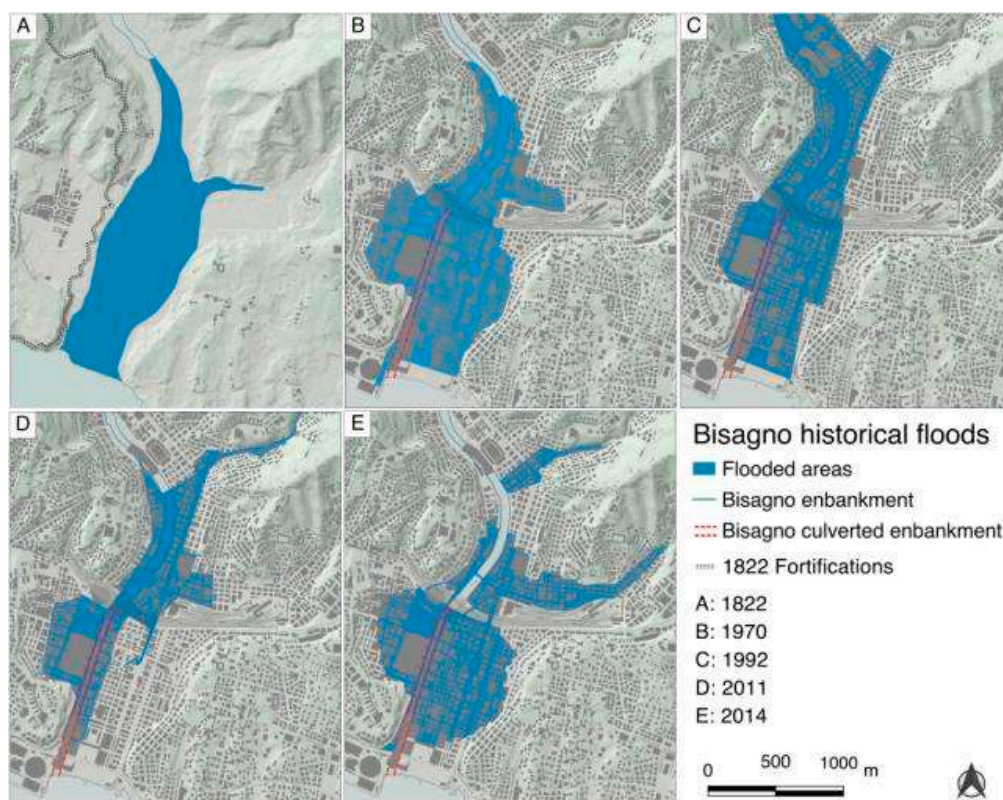 A
B
C
D
E
Bisagno historical floods
Flooded areas
Bisagno enbankment
Bisagno culverted enbankment
1822 Fortifications
A: 1822
B: 1970
C: 1992
D: 2011
E: 2014
0 500 1000 m